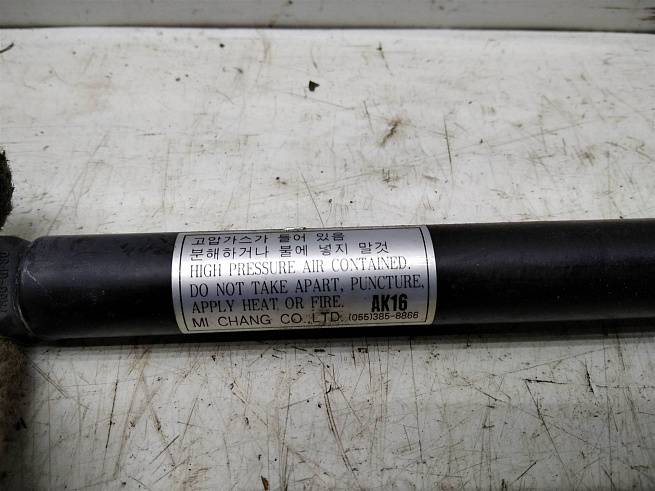 고압가스가 들어 있음
분해하거나 불에 넣지 말것
HIGH PRESSURE AIR CONTAINED.
DO NOT TAKE APART, PUNCTURE,
APPLY HEAT, OR FIRE. AK16
MI CHANG CO.,LTD. (055)385-8866